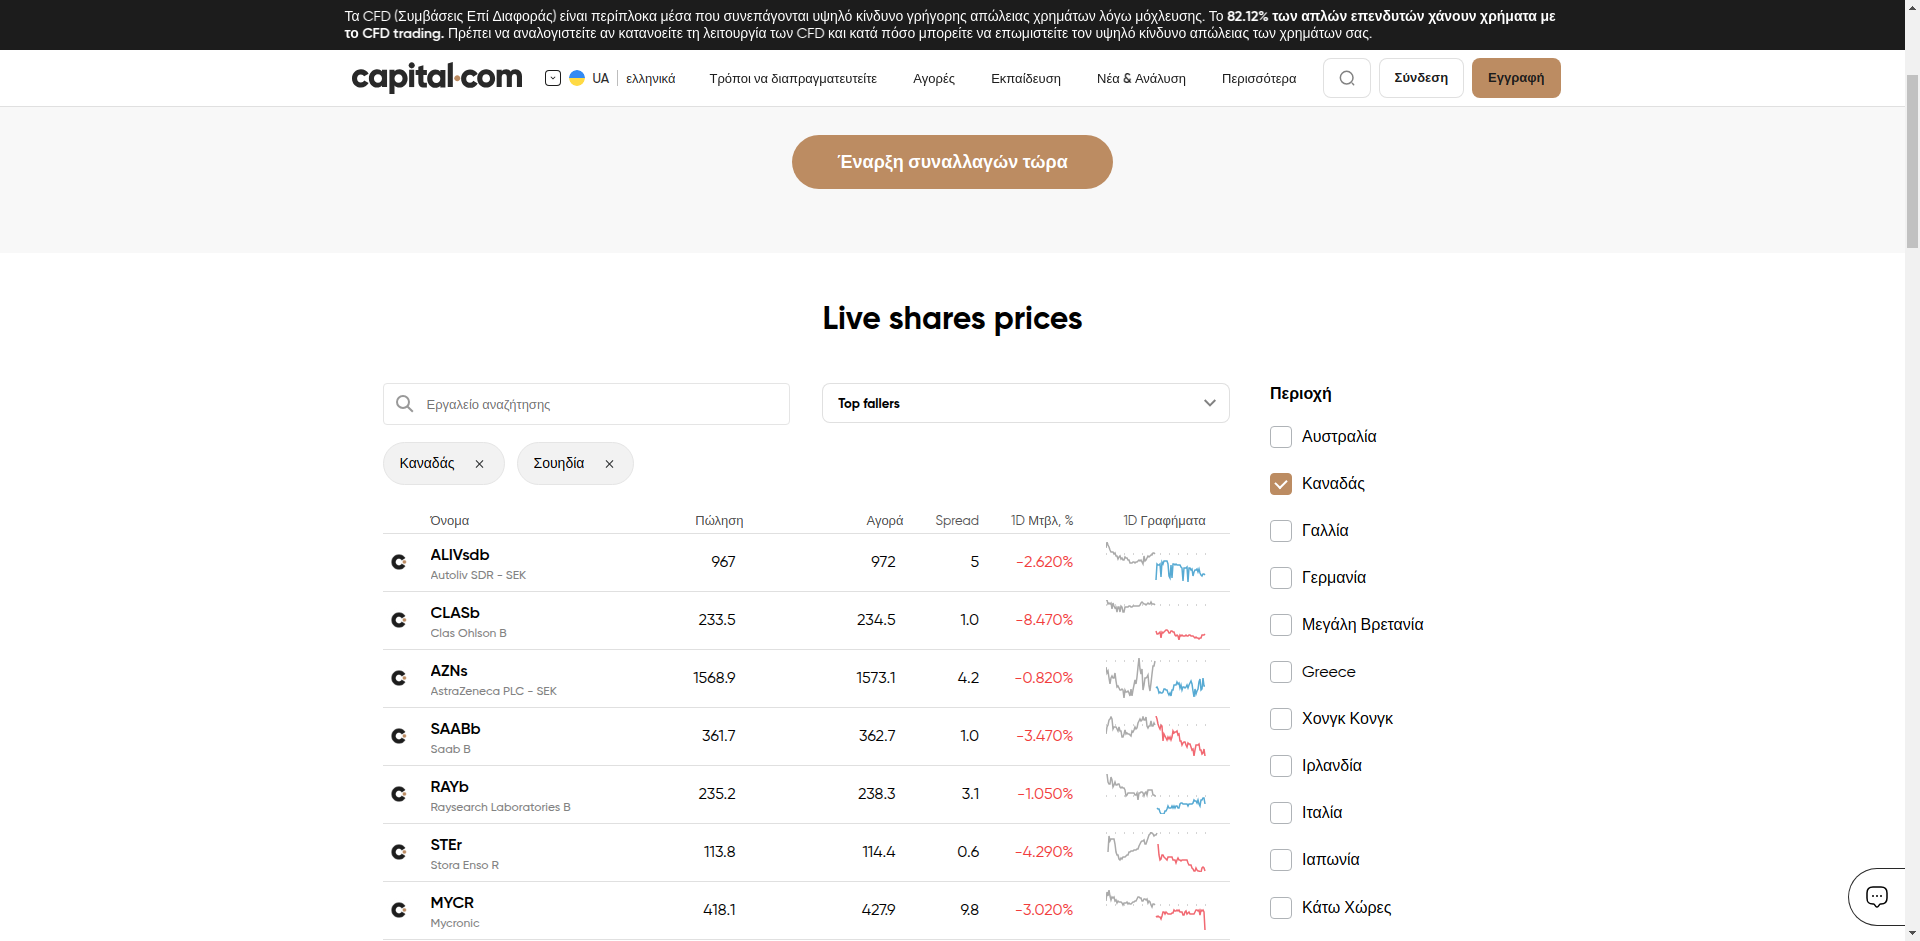 Τα CFD (Συμβάσεις Επί Διαφοράς) είναι περίπλοκα μέσα που συνεπάγονται υψηλό κίνδυνο γρήγορης απώλειας χρημάτων λόγω μόχλευσης. Το 82.12% των απλών επενδυτών χάνουν χρήματα με
το CFD trading. Πρέπει να αναλογιστείτε αν κατανοείτε τη λειτουργία των CFD και κατά πόσο μπορείτε να επωμιστείτε τον υψηλό κίνδυνο απώλειας των χρημάτων σας.
capital.com UA ελληνικά Τρόποι να διαπραγματευτείτε Αγορές Εκπαίδευση Νέα & Ανάλυση Περισσότερα Σύνδεση Εγγραφή
Έναρξη συναλλαγών τώρα
Live shares prices
Εργαλείο αναζήτησης
Top fallers
Καναδάς
Σουηδία
Όνομα Πώληση Αγορά Spread 1D Μτβλ, % 1D Γραφήματα
ALIVsdb 967 972 5 -2.620%
Autoliv SDR - SEK
CLASb 233.5 234.5 1.0 -8.470%
Clas Ohlson B
AZNs 1568.9 1573.1 4.2 -0.820%
AstraZeneca PLC - SEK
SAABb 361.7 362.7 1.0 -3.470%
Saab B
RAYb 235.2 238.3 3.1 -1.050%
Raysearch Laboratories B
STEr 113.8 114.4 0.6 -4.290%
Stora Enso R
MYCR 418.1 427.9 9.8 -3.020%
Mycronic
Περιοχή
Αυστραλία
Καναδάς
Γαλλία
Γερμανία
Μεγάλη Βρετανία
Greece
Χονγκ Κονγκ
Ιρλανδία
Ιταλία
Ιαπωνία
Κάτω Χώρες